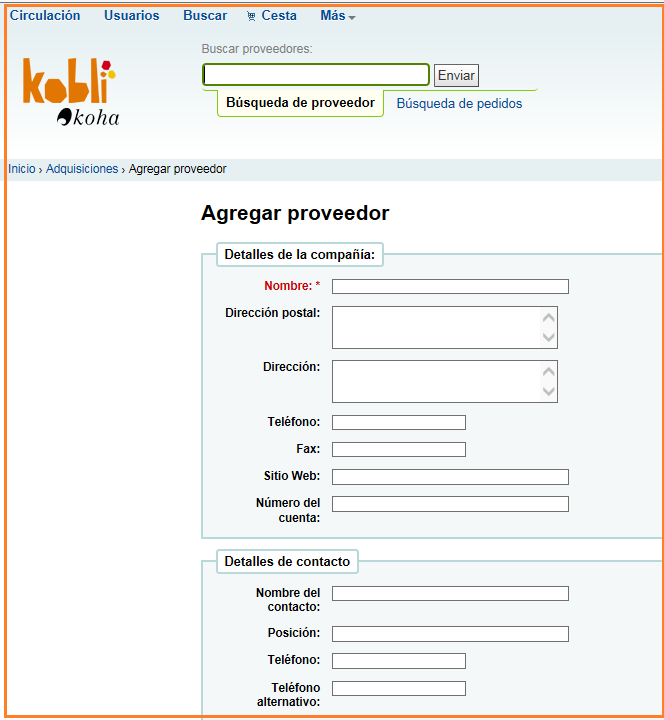 Circulación Usuarios Buscar Cesta Más
Buscar proveedores:
kobli
koha
Enviar
Búsqueda de proveedor Búsqueda de pedidos
Inicio › Adquisiciones › Agregar proveedor
Agregar proveedor
Detalles de la compañía:
Nombre: *
Dirección postal:
Dirección:
Teléfono:
Fax:
Sitio Web:
Número del
cuenta:
Detalles de contacto
Nombre del
contacto:
Posición:
Teléfono:
Teléfono
alternativo: